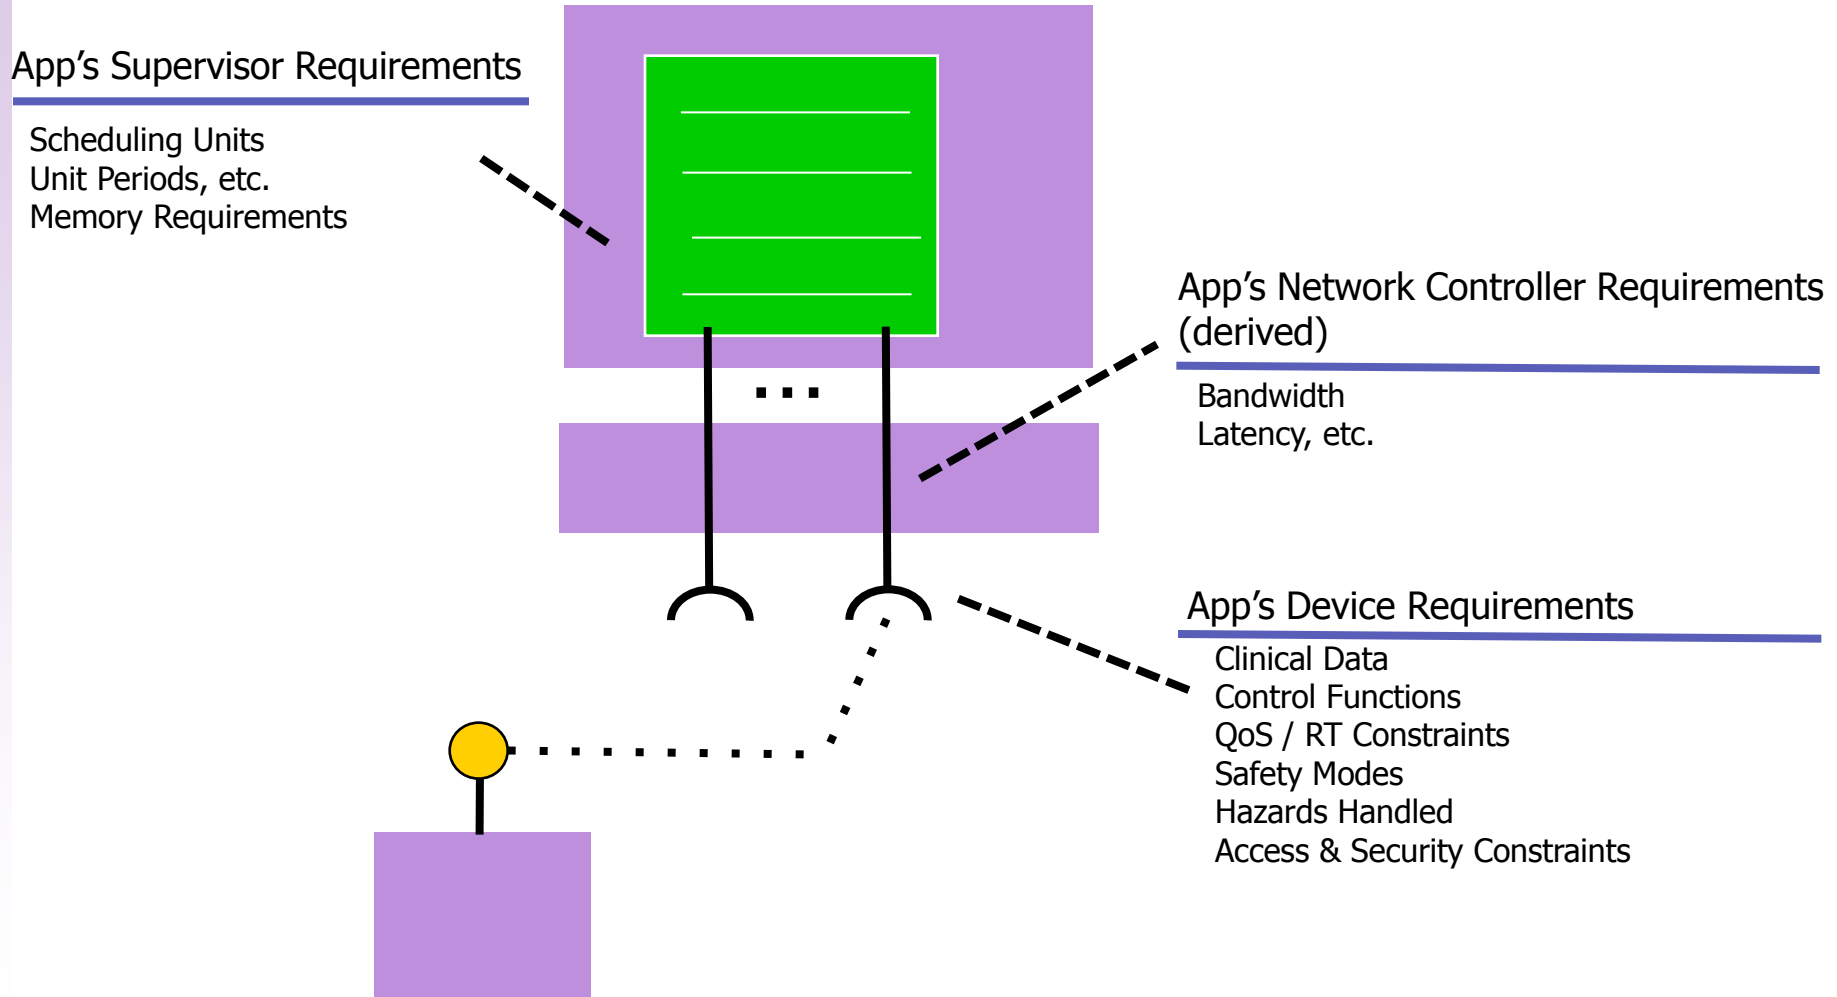 App’s Supervisor Requirements
Scheduling Units
Unit Periods, etc.
Memory Requirements
App’s Network Controller Requirements
(derived)
Bandwidth
Latency, etc.
App’s Device Requirements
Clinical Data
Control Functions
QoS / RT Constraints
Safety Modes
Hazards Handled
Access & Security Constraints